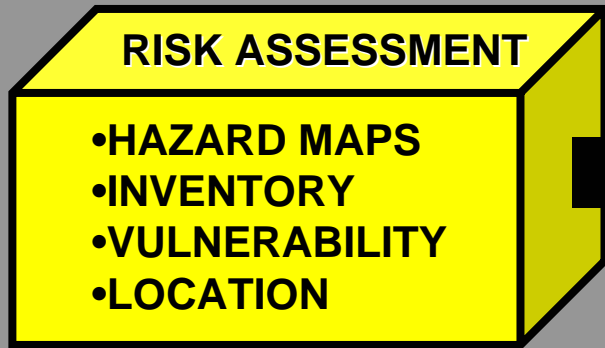 RISK ASSESSMENT
•HAZARD MAPS
•INVENTORY
•VULNERABILITY
•LOCATION